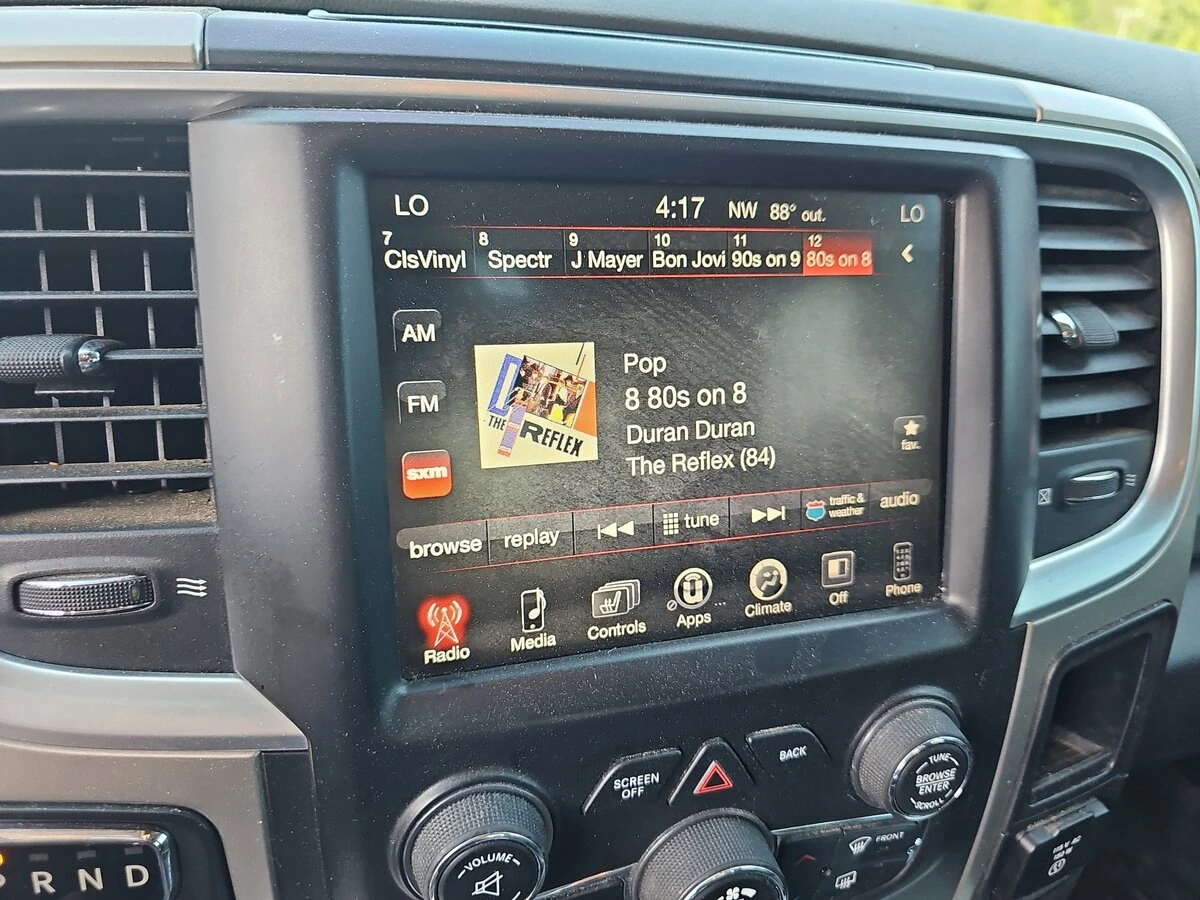 LO 4:17 NW 88° out. LO
7 8 9 10 11 12
ClsVinyl Spectr J Mayer Bon Jovi 90s on 9 80s on 8
AM
FM
sxm
THE REFLEX
Pop
8 80s on 8
Duran Duran
The Reflex (84)
fav.
browse replay tune traffic & weather audio
Radio Media Controls Apps ... Climate Off Phone
SCREEN
OFF
BACK
TUNE
BROWSE
ENTER
SCROLL
VOLUME
FRONT
P R N D
115 V AC
150 W